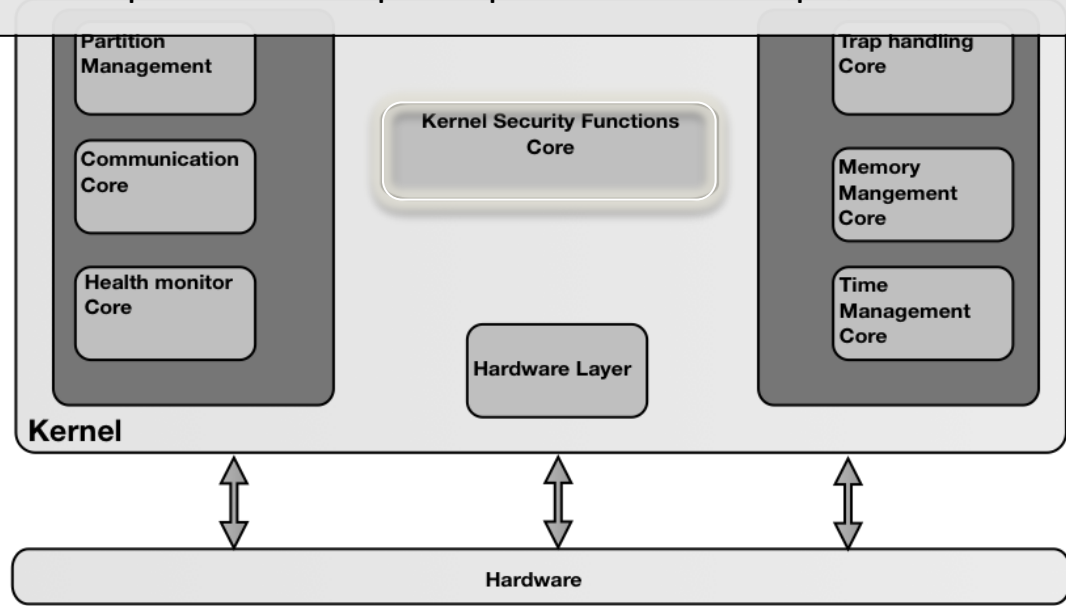 Partition
Management
Trap handling
Core
Kernel Security Functions
Core
Communication
Core
Memory
Mangement
Core
Health monitor
Core
Time
Management
Core
Hardware Layer
Kernel
Hardware